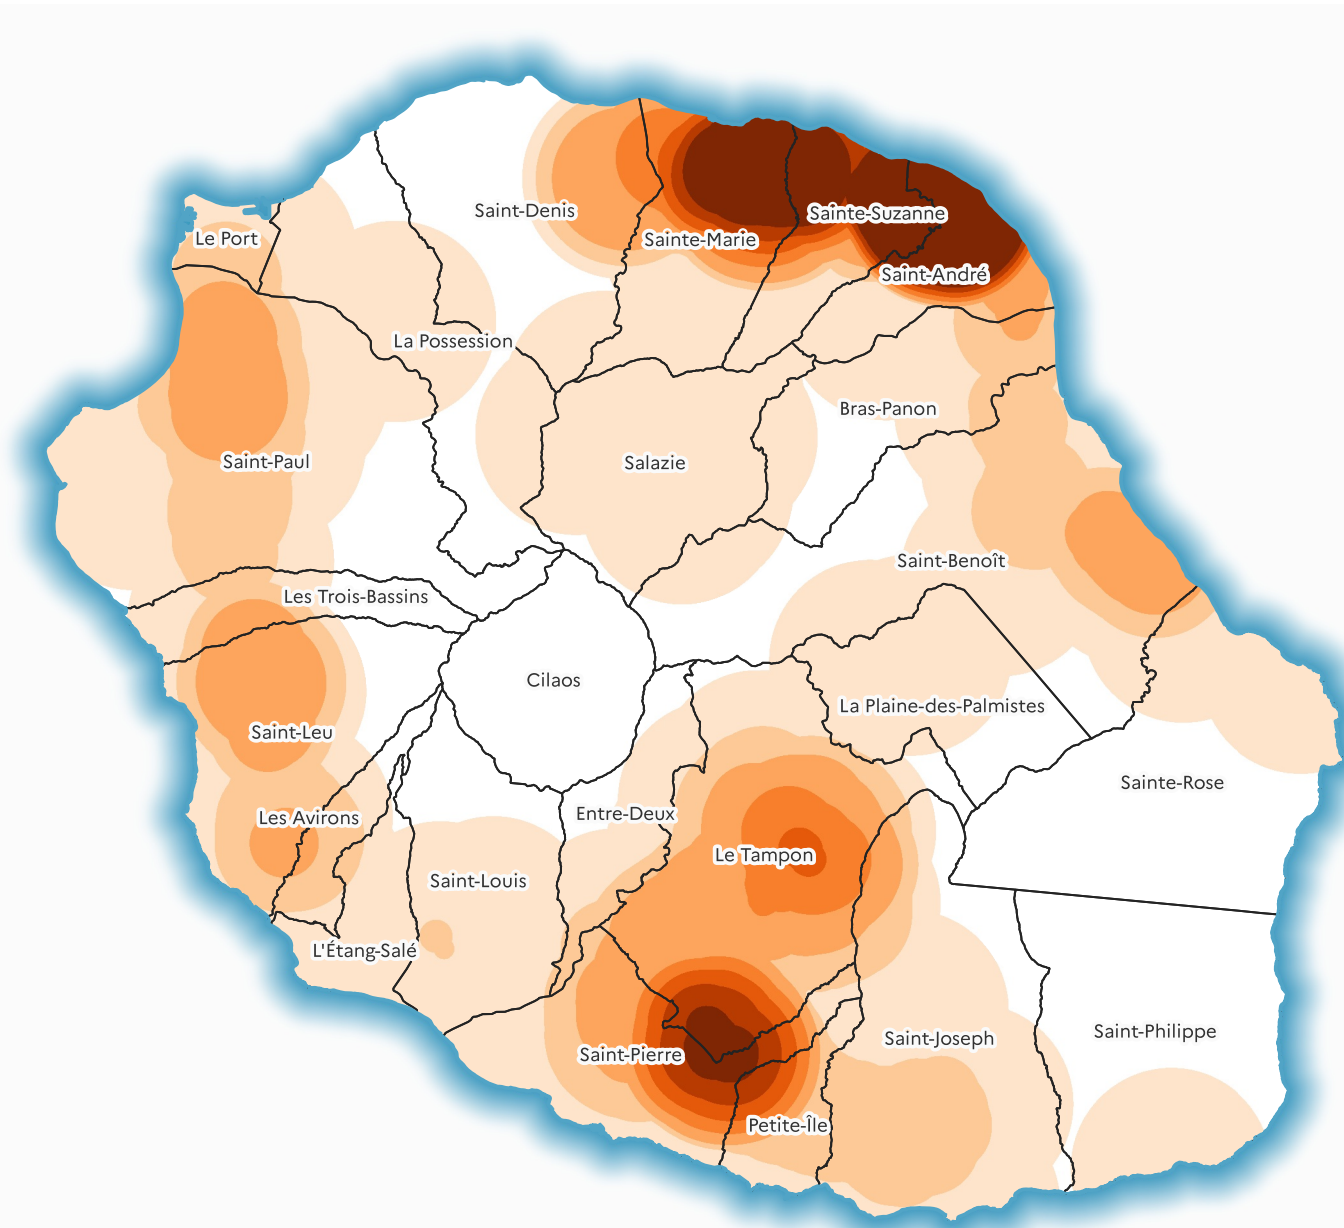 Saint-Denis
Sainte-Suzanne
Le Port
Sainte-Marie
Saint-André
La Possession
Bras-Panon
Saint-Paul
Salazie
Saint-Benoît
Les Trois-Bassins
Cilaos
La Plaine-des-Palmistes
Saint-Leu
Sainte-Rose
Les Avirons
Entre-Deux
Le Tampon
Saint-Louis
L'Étang-Salé
Saint-Philippe
Saint-Joseph
Saint-Pierre
Petite-Île